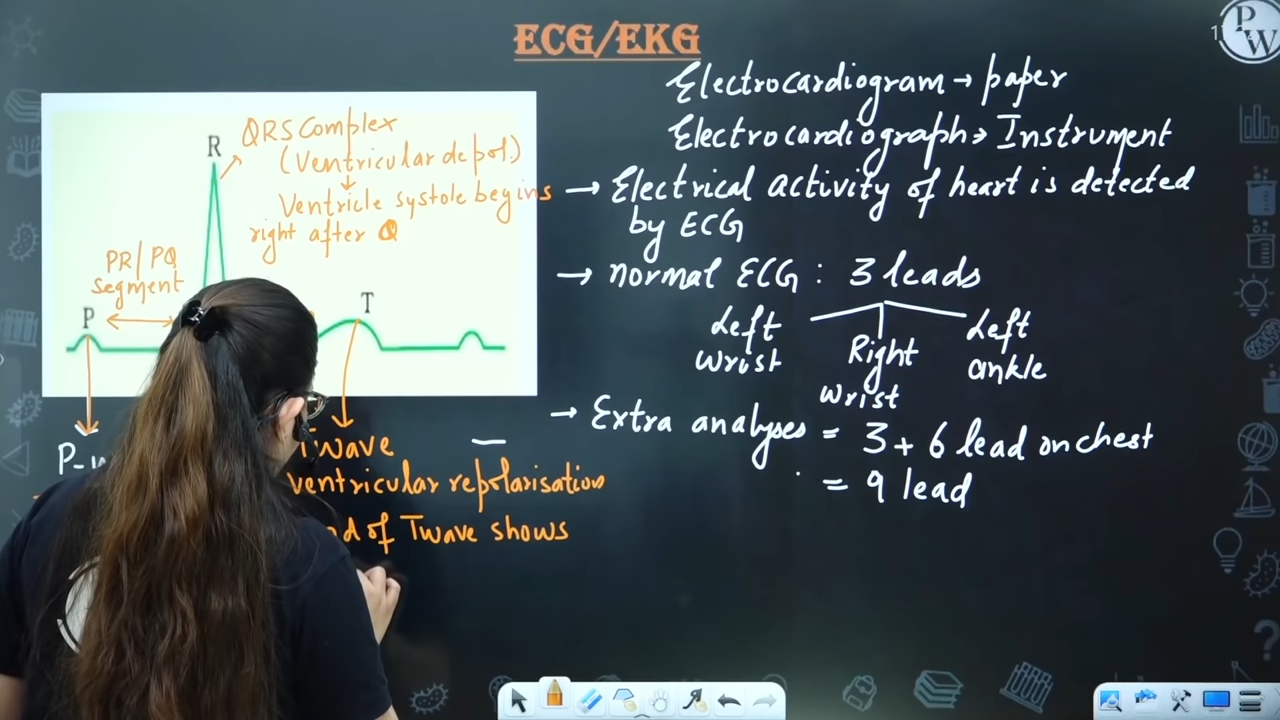 ECG/EKG
PW
Electrocardiogram → paper
Electrocardiograph → Instrument
→ Electrical activity of heart is detected
by ECG
→ normal ECG : 3 leads
Left
wrist
Right
wrist
Left
ankle
→ Extra analyses = 3 + 6 lead on chest
= 9 lead
QRS Complex
(Ventricular depol.)
↓
Ventricle systole begins
right after Q
R
PR/PQ
segment
P
T
P-w
T wave
ventricular repolarisation
of T wave shows